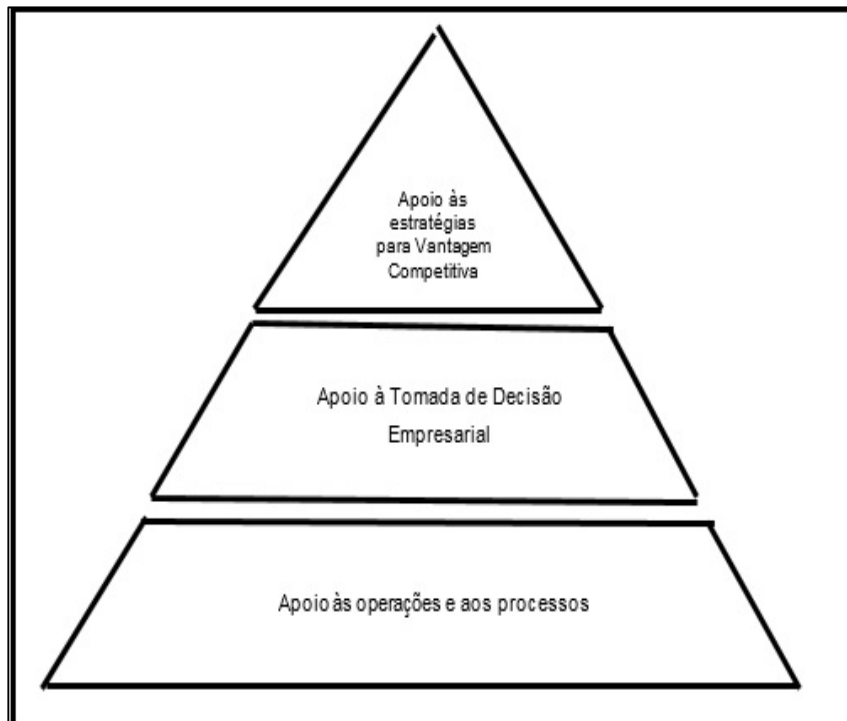 Apoio às
estratégias
para Vantagem
Competitiva
Apoio à Tomada de Decisão
Empresarial
Apoio às operações e aos processos